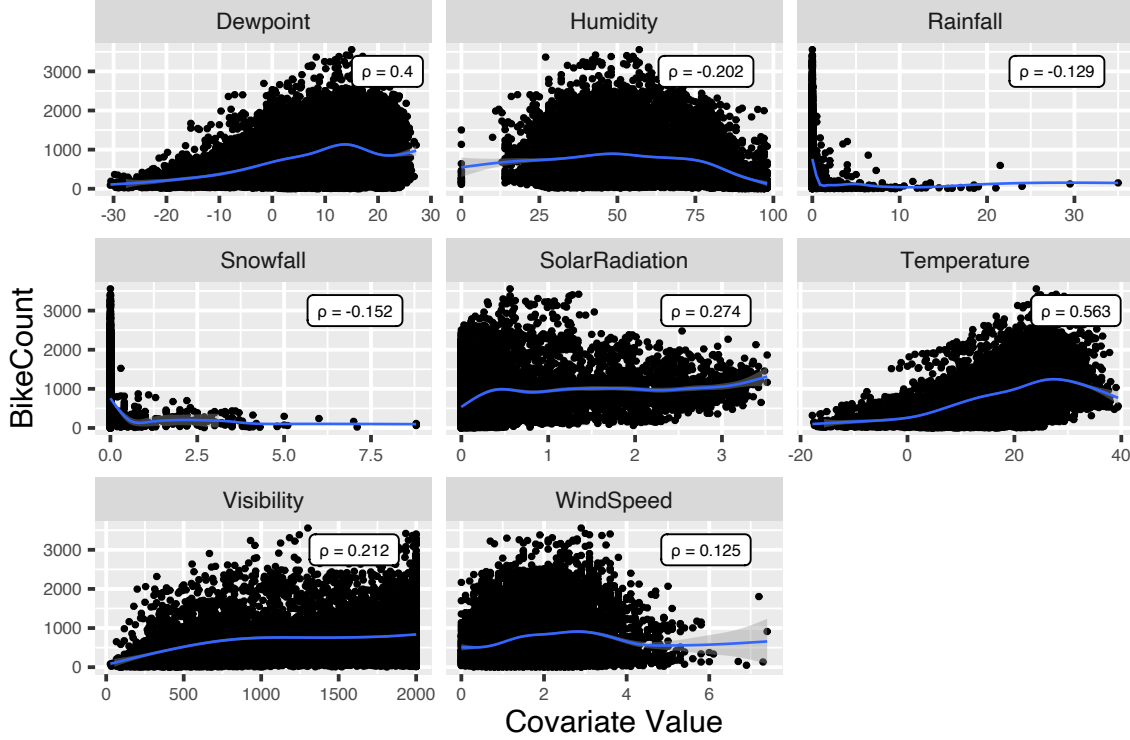 Dewpoint Humidity Rainfall
ρ = 0.4 ρ = -0.202 ρ = -0.129
3000
2000
1000
0
-30 -20 -10 0 10 20 30 0 25 50 75 100 0 10 20 30
Snowfall SolarRadiation Temperature
ρ = -0.152 ρ = 0.274 ρ = 0.563
3000
2000
1000
0
0.0 2.5 5.0 7.5 0 1 2 3 -20 0 20 40
BikeCount
Visibility WindSpeed
ρ = 0.212 ρ = 0.125
3000
2000
1000
0
0 500 1000 1500 2000 0 2 4 6
Covariate Value